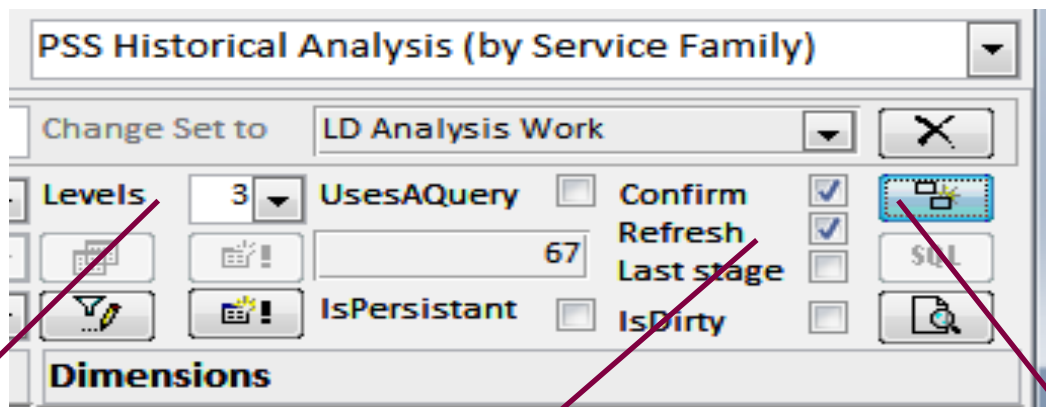 PSS Historical Analysis (by Service Family)
Change Set to LD Analysis Work
Levels 3 UsesAQuery Confirm
Refresh
67 SQL
Last stage
IsPersistant IsDirty
Dimensions